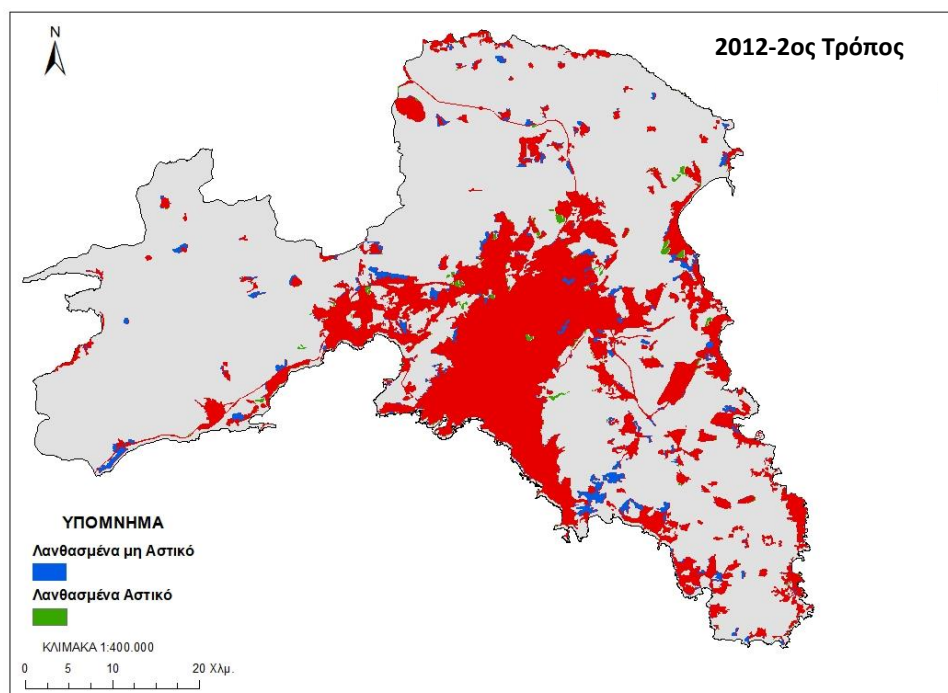 N
2012-2ος Τρόπος
ΥΠΟΜΝΗΜΑ
Λανθασμένα μη Αστικό
Λανθασμένα Αστικό
ΚΛΙΜΑΚΑ 1:400.000
0 5 10 20 Χλμ.